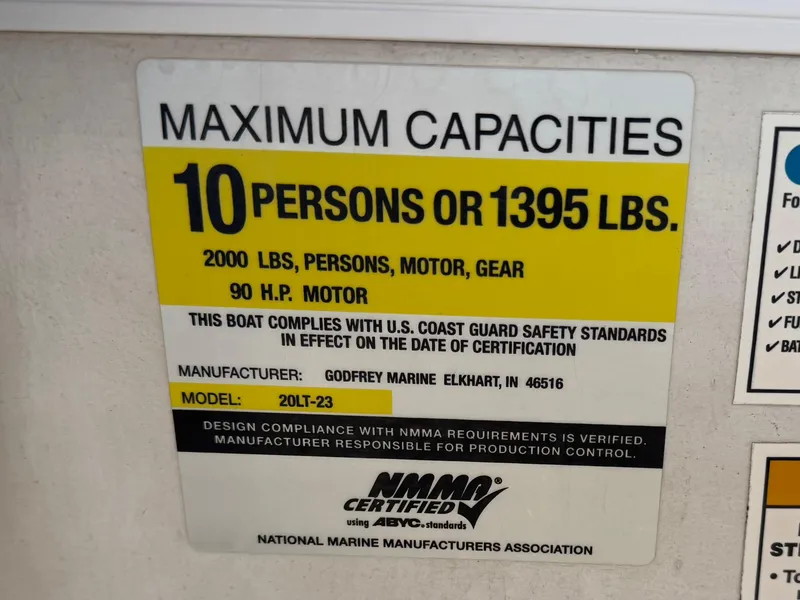 MAXIMUM CAPACITIES
10 PERSONS OR 1395 LBS.
2000 LBS, PERSONS, MOTOR, GEAR
90 H.P. MOTOR
THIS BOAT COMPLIES WITH U.S. COAST GUARD SAFETY STANDARDS
IN EFFECT ON THE DATE OF CERTIFICATION
MANUFACTURER: GODFREY MARINE ELKHART, IN 46516
MODEL: 20LT-23
DESIGN COMPLIANCE WITH NMMA REQUIREMENTS IS VERIFIED.
MANUFACTURER RESPONSIBLE FOR PRODUCTION CONTROL.
NMMA®
CERTIFIED
using ABYC® standards
NATIONAL MARINE MANUFACTURERS ASSOCIATION